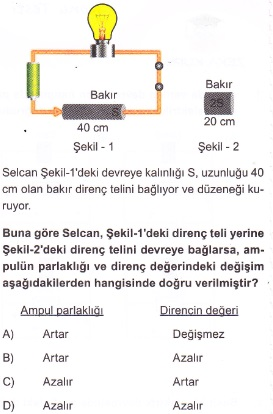 Bakır
S
40 cm
Şekil - 1
Bakır
2S
20 cm
Şekil - 2
Selcan Şekil-1'deki devreye kalınlığı S, uzunluğu 40
cm olan bakır direnç telini bağlıyor ve düzeneği ku-
ruyor.
Buna göre Selcan, Şekil-1'deki direnç teli yerine
Şekil-2'deki direnç telini devreye bağlarsa, am-
pulün parlaklığı ve direnç değerindeki değişim
aşağıdakilerden hangisinde doğru verilmiştir?
Ampul parlaklığı Direncin değeri
A) Artar Değişmez
B) Artar Azalır
C) Azalır Artar
D) Azalır Azalır